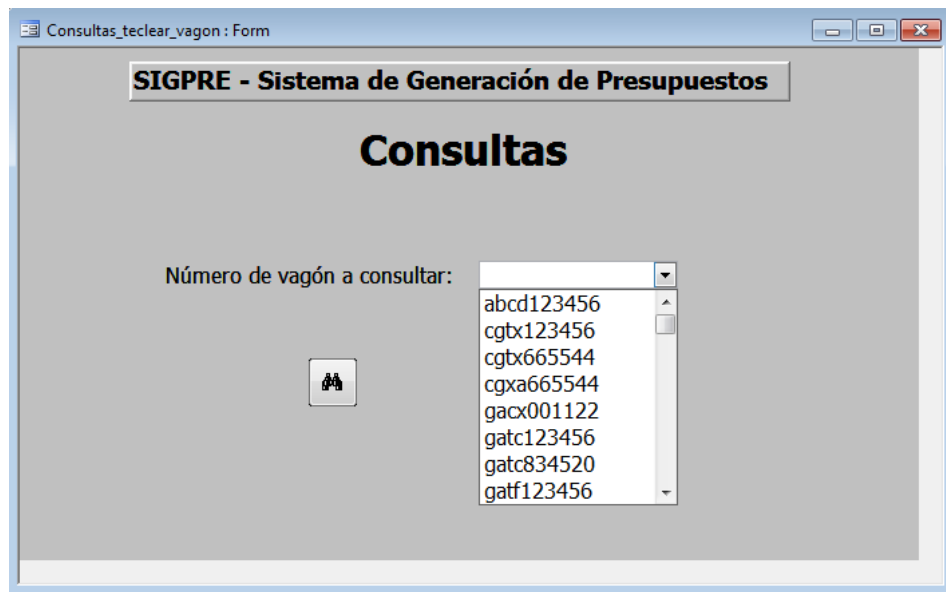 Consultas_teclear_vagon : Form
SIGPRE - Sistema de Generación de Presupuestos
Consultas
Número de vagón a consultar:
abcd123456
cgtx123456
cgtx665544
cgxa665544
gacx001122
gatc123456
gatc834520
gatf123456